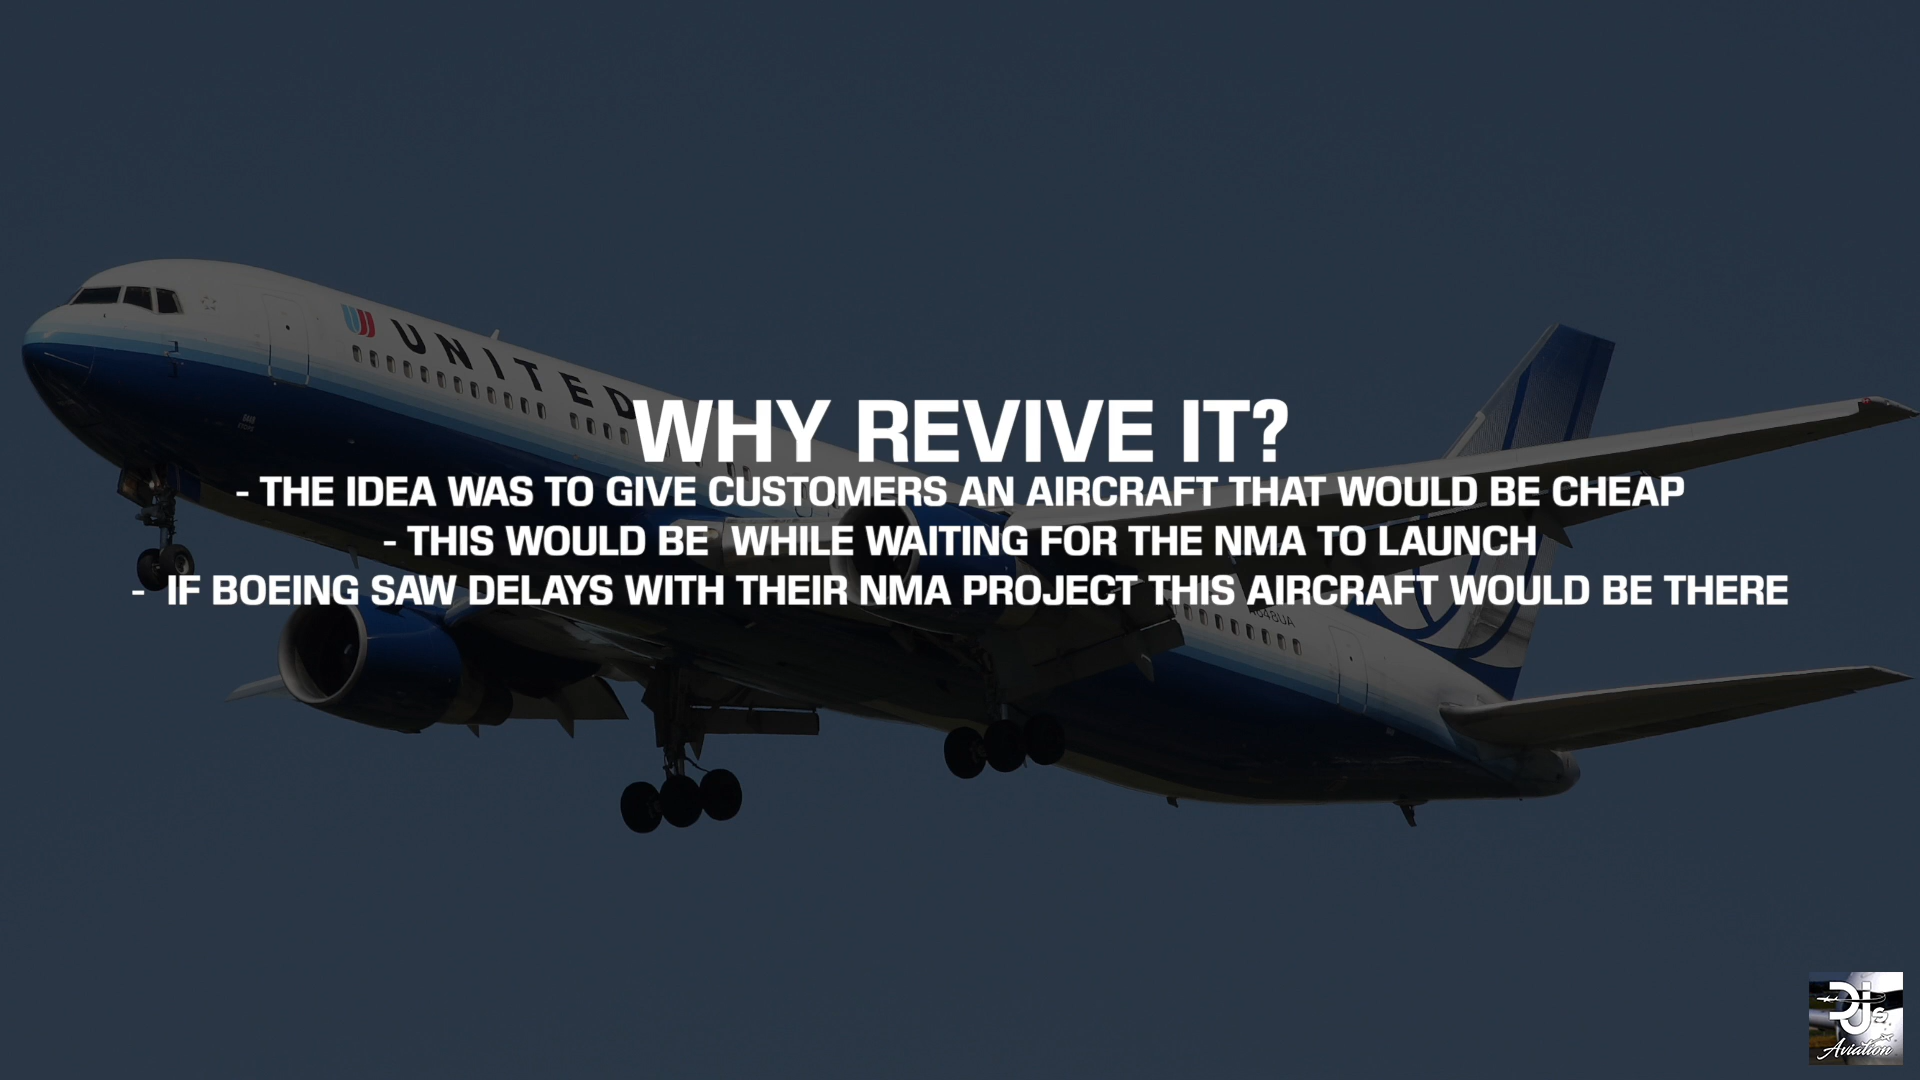 UNITED
WHY REVIVE IT?
- THE IDEA WAS TO GIVE CUSTOMERS AN AIRCRAFT THAT WOULD BE CHEAP
- THIS WOULD BE  WHILE WAITING FOR THE NMA TO LAUNCH
-  IF BOEING SAW DELAYS WITH THEIR NMA PROJECT THIS AIRCRAFT WOULD BE THERE
DJs
Aviation